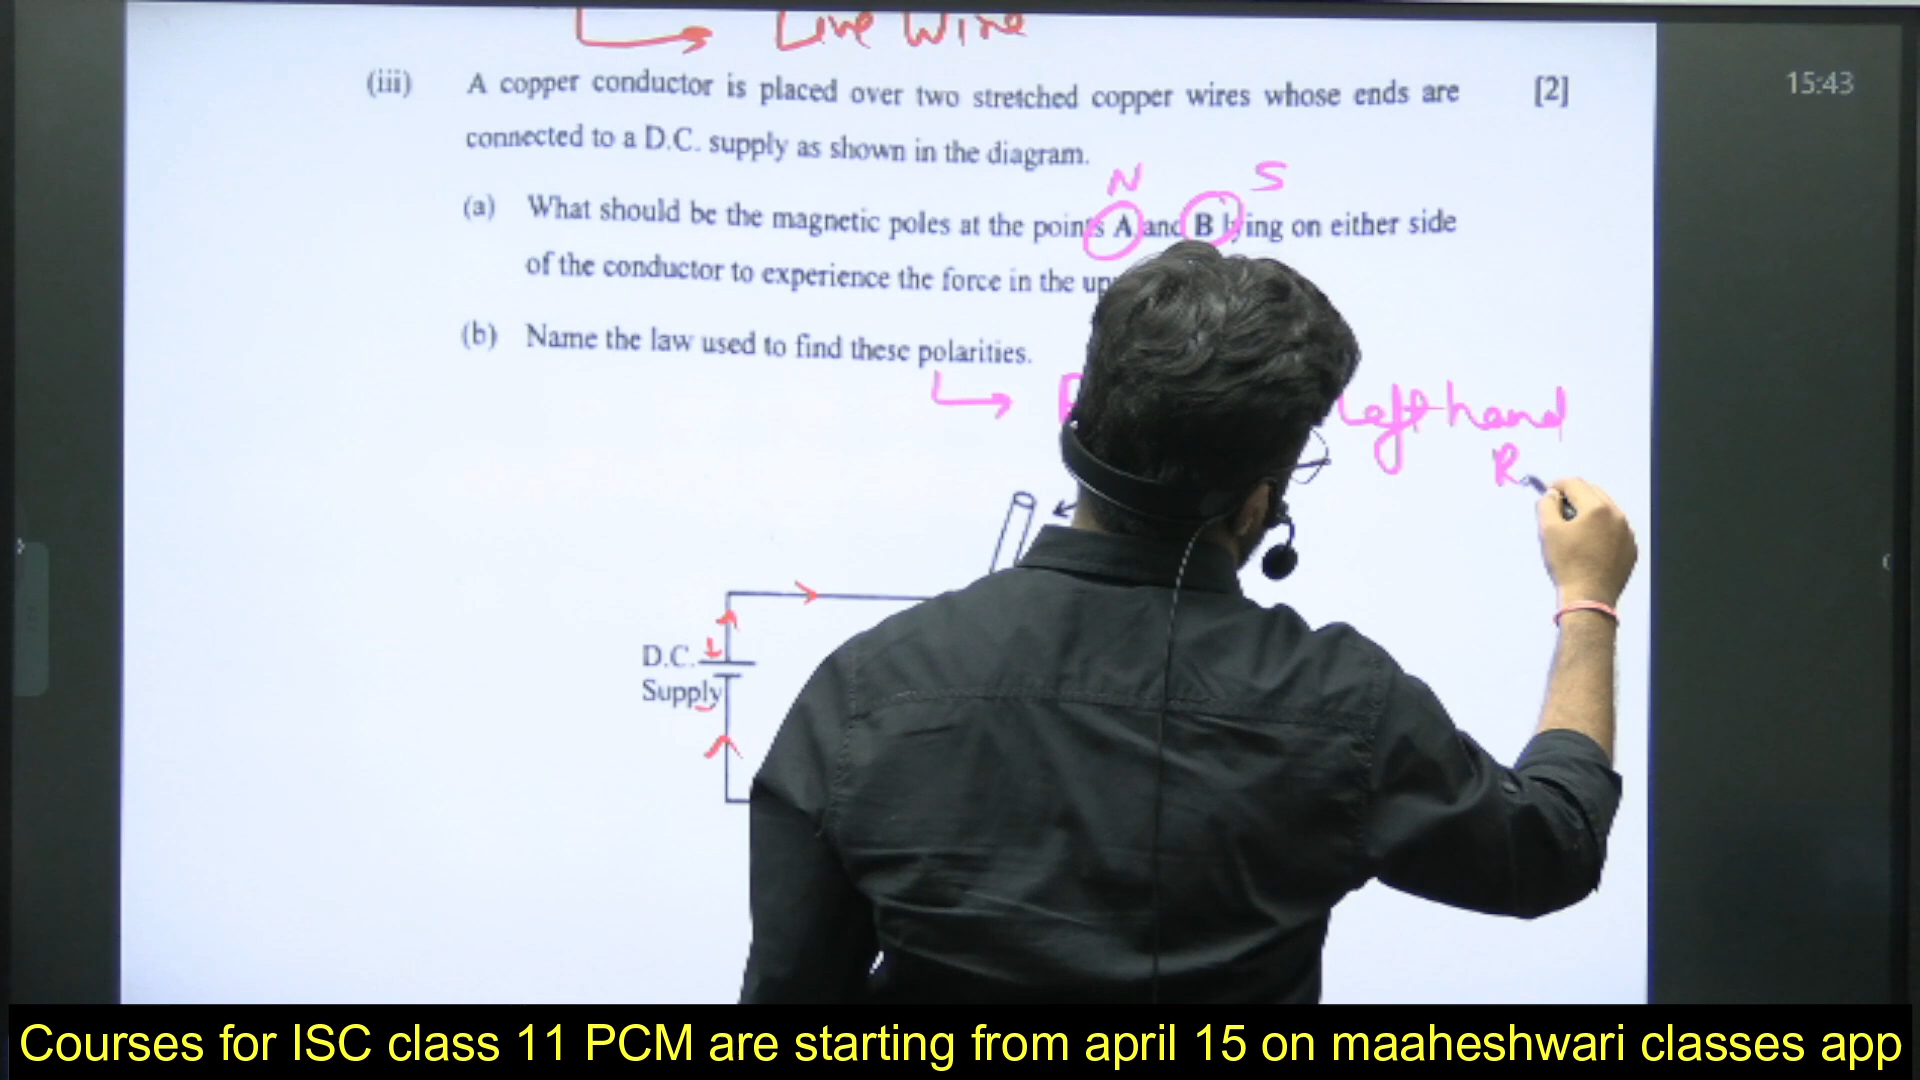 Live Wire
(iii) A copper conductor is placed over two stretched copper wires whose ends are [2]
15:43
connected to a D.C. supply as shown in the diagram.
N S
(a) What should be the magnetic poles at the points A and B lying on either side
of the conductor to experience the force in the
(b) Name the law used to find these polarities.
Left hand
R
D.C.
Supply
Courses for ISC class 11 PCM are starting from april 15 on maaheshwari classes app